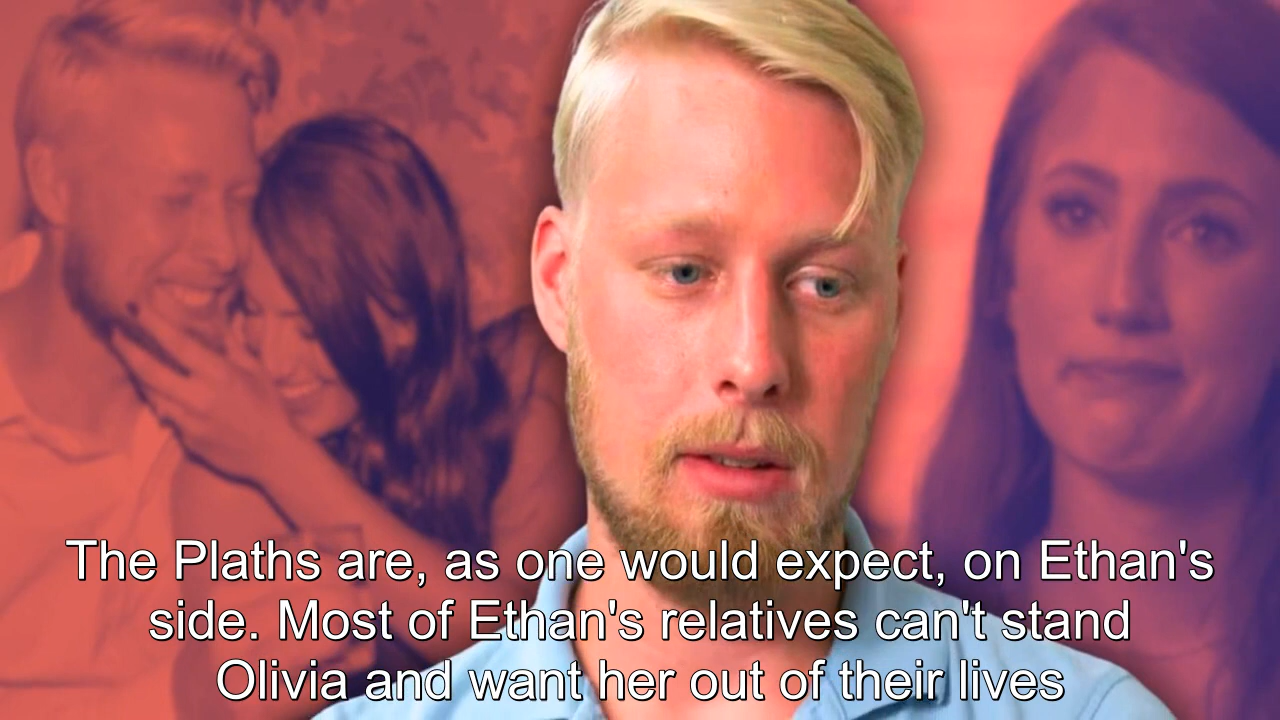 The Plaths are, as one would expect, on Ethan's
side. Most of Ethan's relatives can't stand
Olivia and want her out of their lives